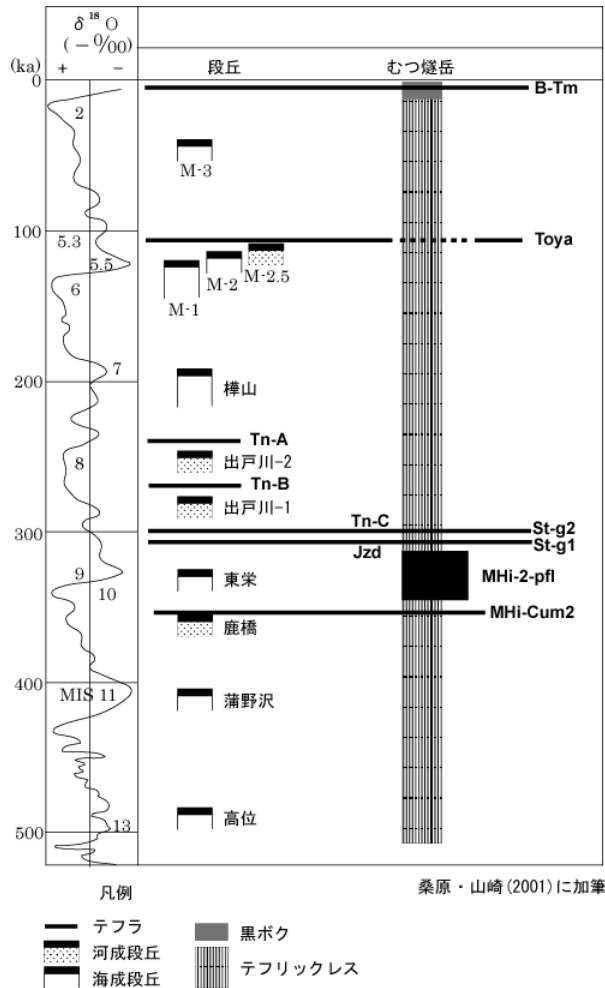 δ 18 O
(−‰)
(ka) + − 段丘 むつ燧岳
0
B-Tm
2
M-3
100
5.3
Toya
5.5
M-2.5
M-2
M-1
6
7
200
樺山
Tn-A
8
出戸川-2
Tn-B
出戸川-1
300
Tn-C
St-g2
St-g1
Jzd
9
10
東栄
MHi-2-pfl
MHi-Cum2
鹿橋
400
MIS 11
蒲野沢
高位
13
500
凡例
桑原・山崎(2001)に加筆
テフラ
黒ボク
河成段丘
テフリックレス
海成段丘